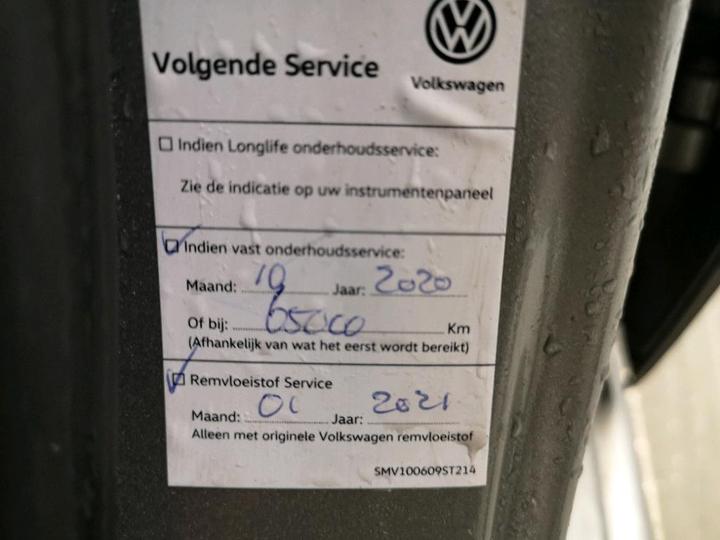 Volgende Service
Volkswagen
Indien Longlife onderhoudsservice:
Zie de indicatie op uw instrumentenpaneel
Indien vast onderhoudsservice:
Maand: 10 Jaar: 2020
Of bij: 65000 Km
(Afhankelijk van wat het eerst wordt bereikt)
Remvloeistof Service
Maand: 01 Jaar: 2021
Alleen met originele Volkswagen remvloeistof
SMV100609ST214